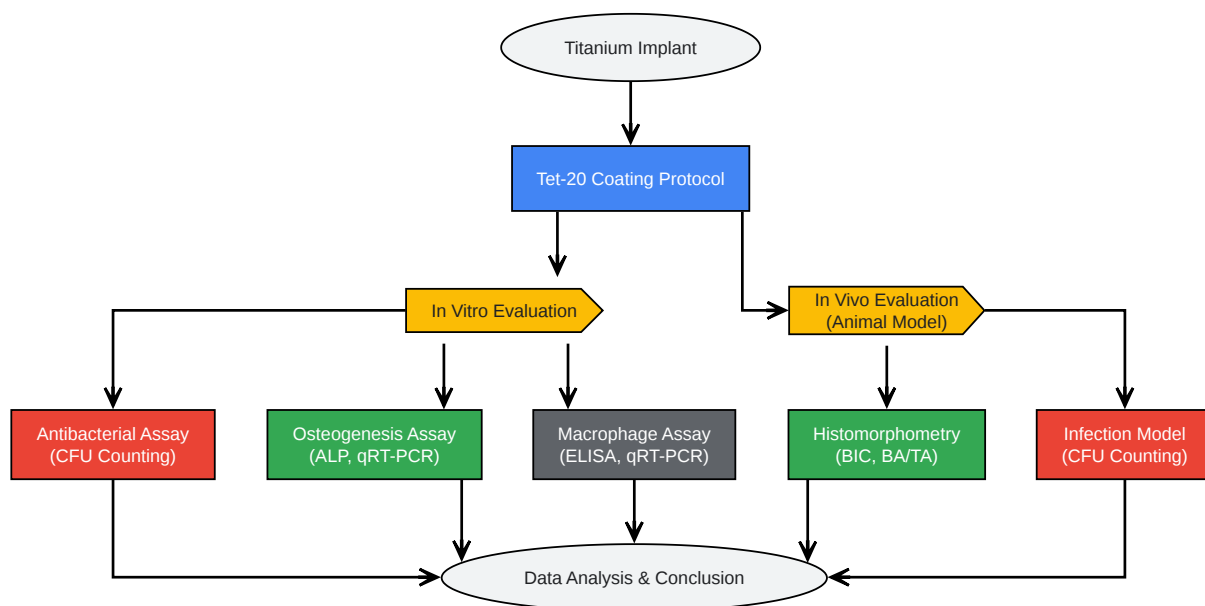 Titanium Implant
Tet-20 Coating Protocol
In Vitro Evaluation
In Vivo Evaluation
(Animal Model)
Antibacterial Assay
(CFU Counting)
Osteogenesis Assay
(ALP, qRT-PCR)
Macrophage Assay
(ELISA, qRT-PCR)
Histomorphometry
(BIC, BA/TA)
Infection Model
(CFU Counting)
Data Analysis & Conclusion